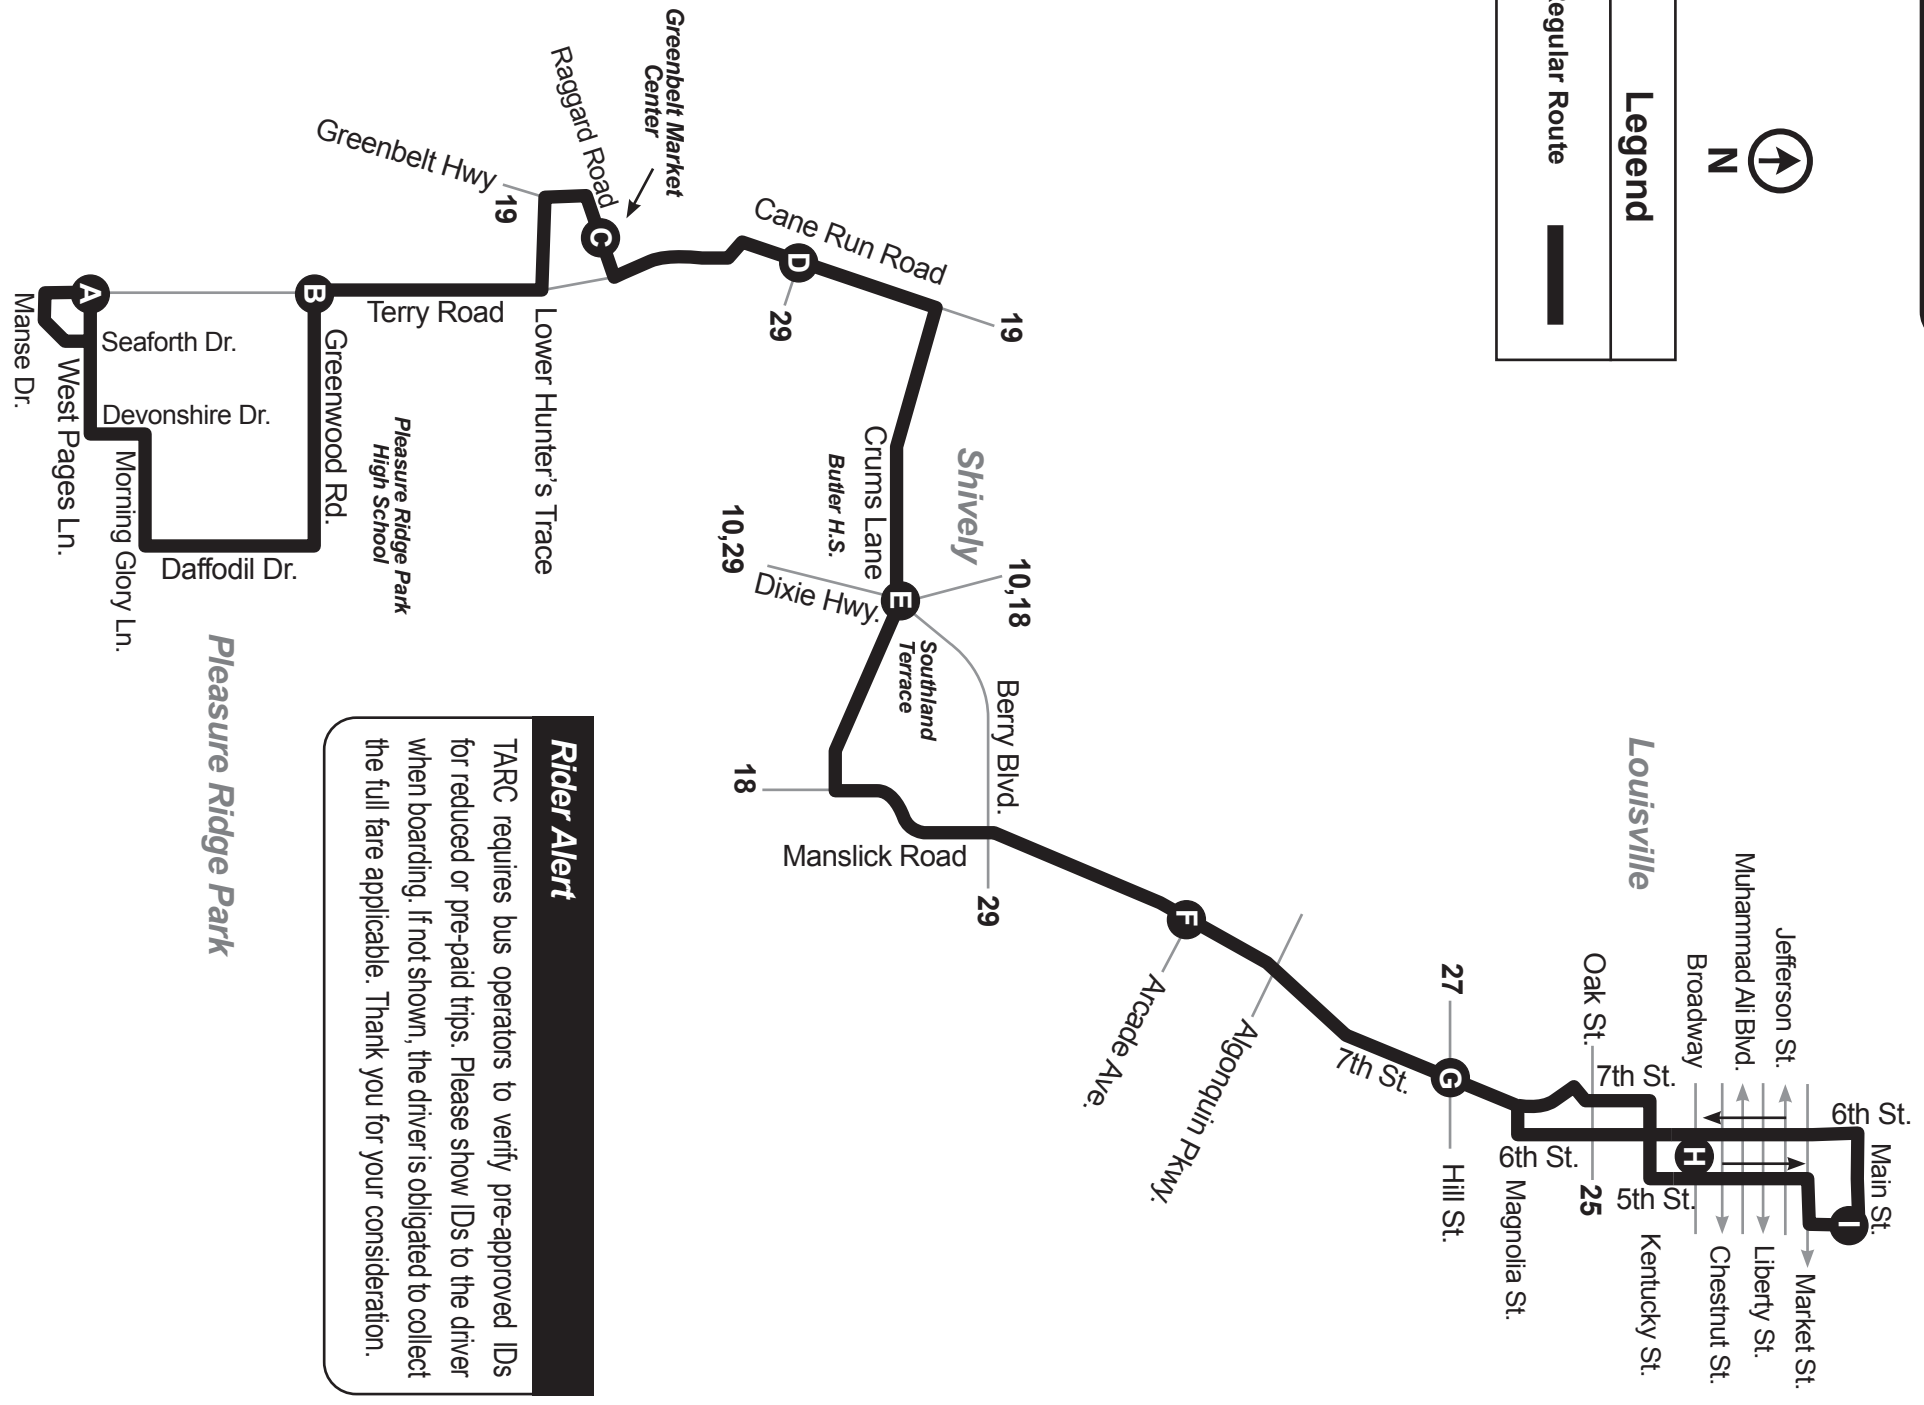 Legend
N
Greenbelt Market
Center
Raggard Road
Greenbelt Hwy
19
C
Cane Run Road
D
29
19
A
Manse Dr.
Seaforth Dr.
West Pages Ln.
Devonshire Dr.
Morning Glory Ln.
Daffodil Dr.
B
Greenwood Rd.
Terry Road
Lower Hunter's Trace
Pleasure Ridge Park
High School
Pleasure Ridge Park
Crums Lane
Butler H.S.
Shively
10,29
Dixie Hwy.
E
10,18
Southland
Terrace
Berry Blvd.
18
Manslick Road
29
F
Arcade Ave.
Algonquin Pkwy.
7th St.
27
G
Hill St.
Louisville
Oak St.
25
7th St.
6th St.
Magnolia St.
5th St.
Kentucky St.
Broadway
H
Muhammad Ali Blvd.
Jefferson St.
Chestnut St.
Liberty St.
Market St.
6th St.
Main St.
I
Rider Alert
TARC requires bus operators to verify pre-approved IDs
for reduced or pre-paid trips. Please show IDs to the driver
when boarding. If not shown, the driver is obligated to collect
the full fare applicable. Thank you for your consideration.
Route